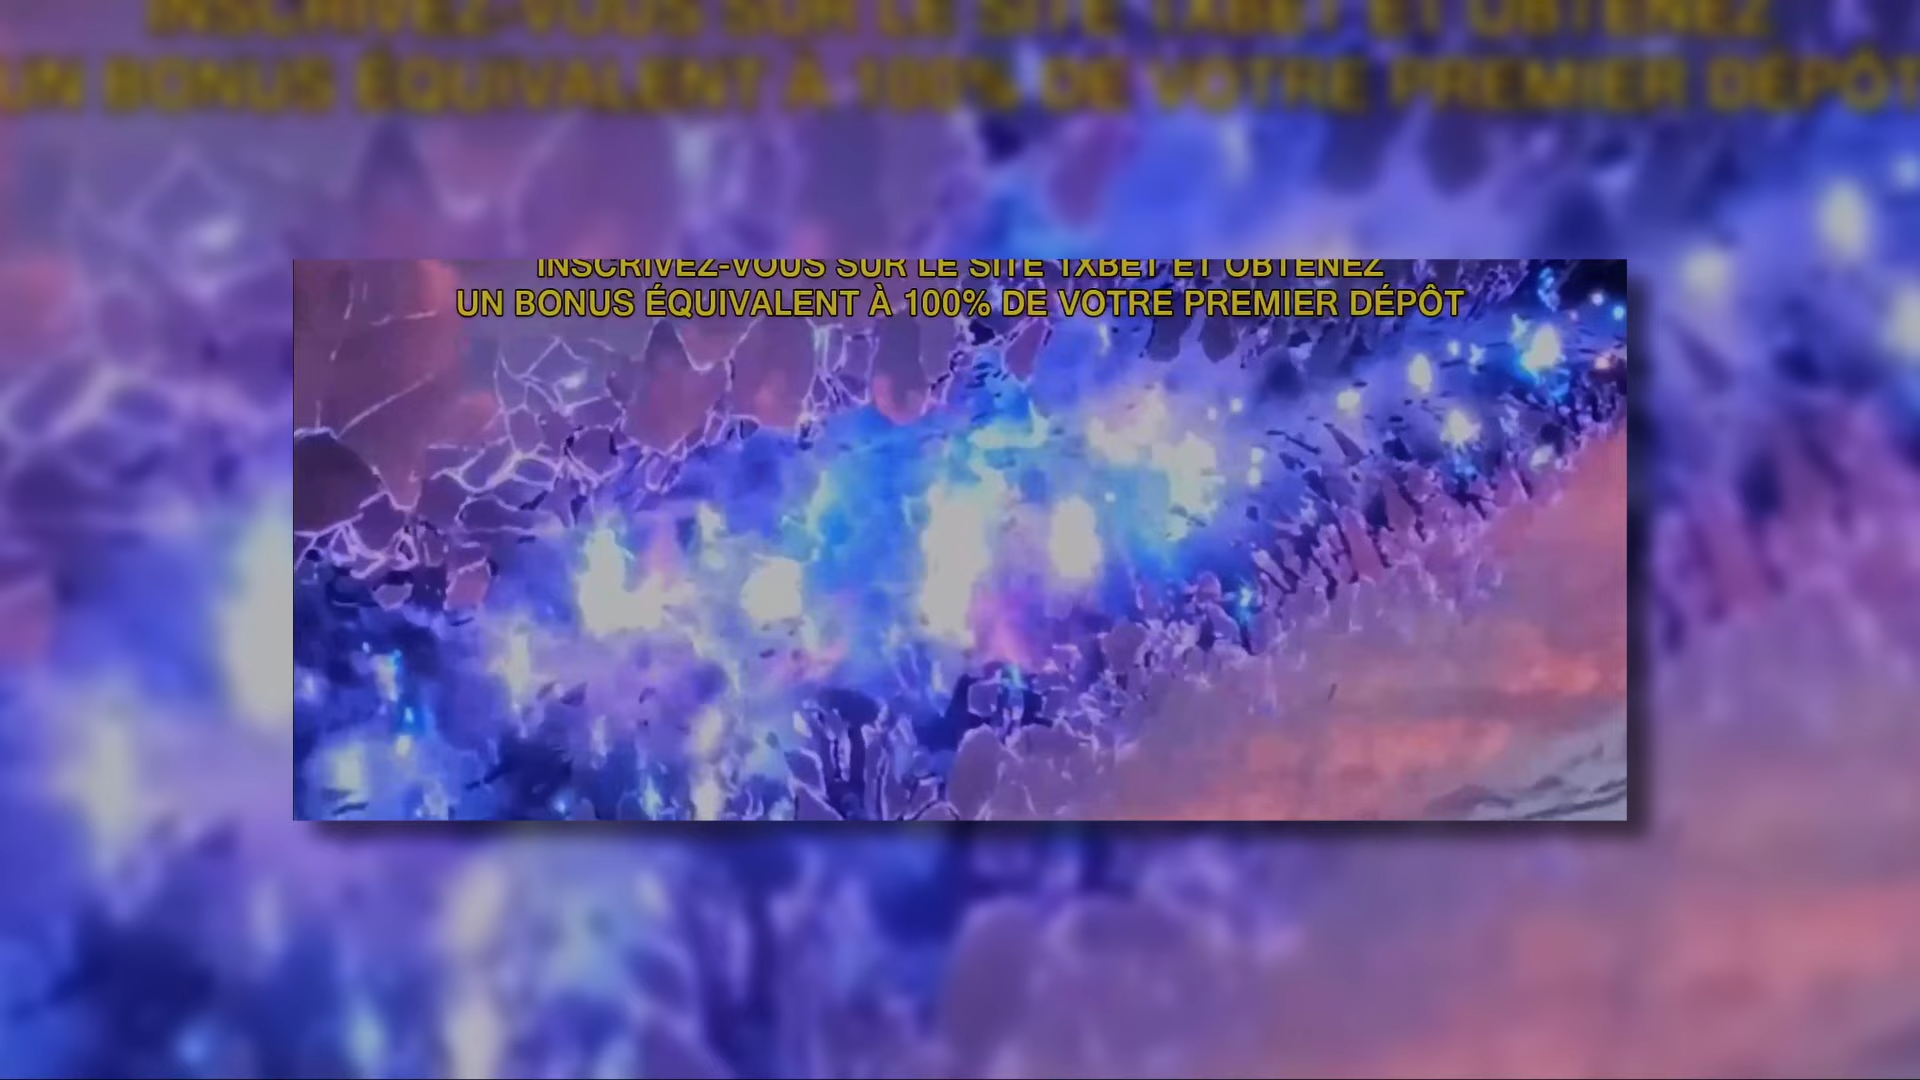 INSCRIVEZ-VOUS SUR LE SITE 1XBET ET OBTENEZ
UN BONUS ÉQUIVALENT À 100% DE VOTRE PREMIER DÉPÔT